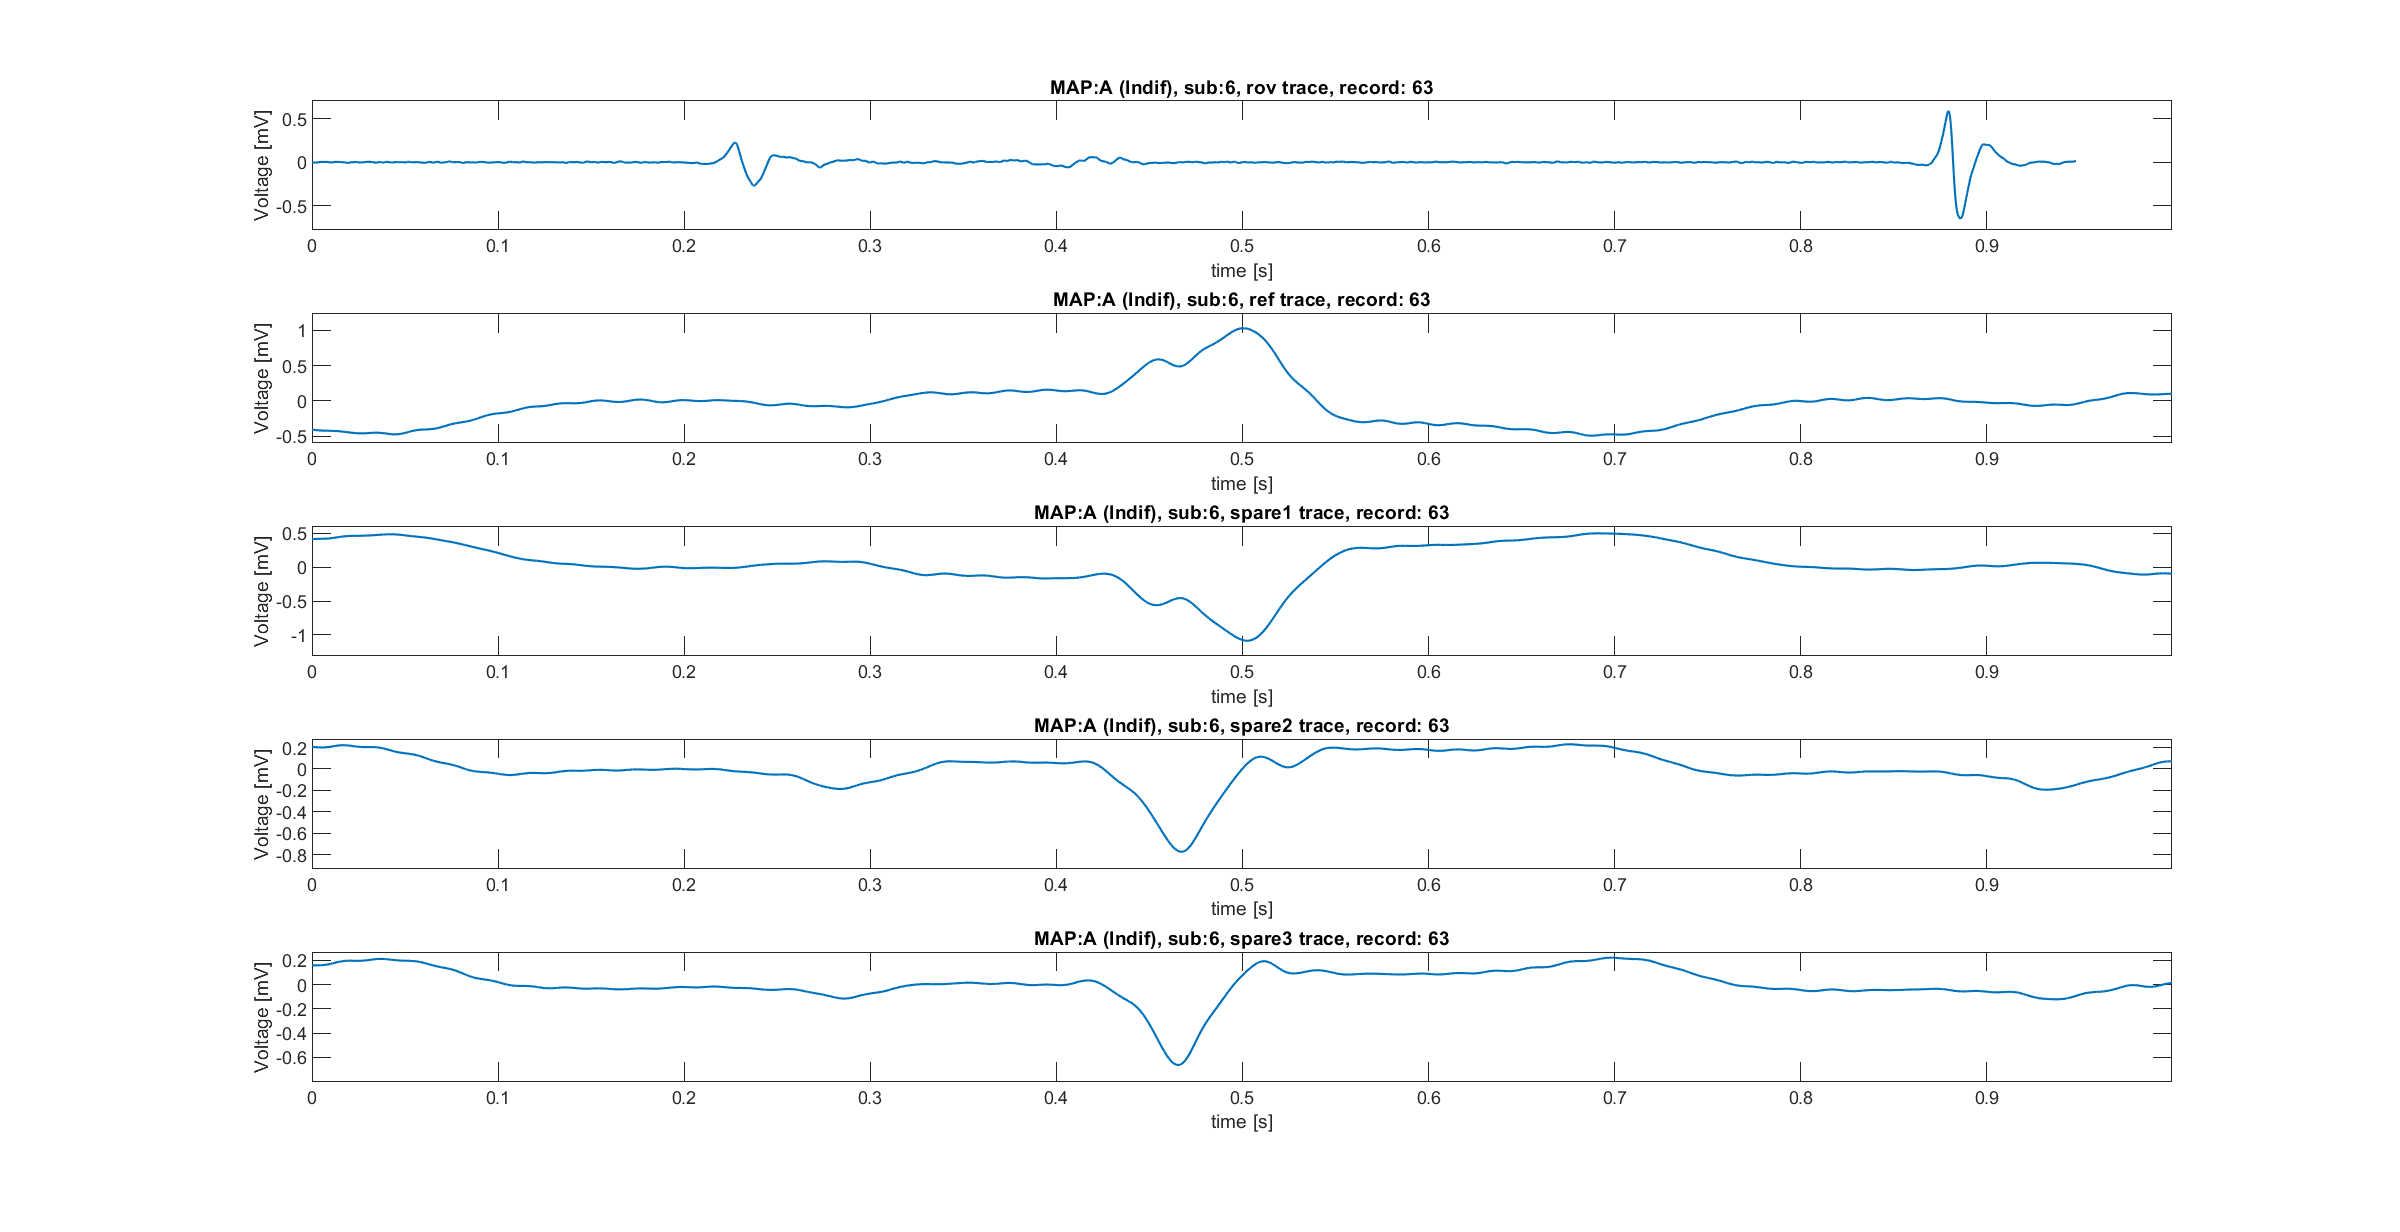 MAP:A (Indif), sub:6, rov trace, record: 63
Voltage [mV]
0.5
0
-0.5
0 0.1 0.2 0.3 0.4 0.5 0.6 0.7 0.8 0.9
time [s]
MAP:A (Indif), sub:6, ref trace, record: 63
Voltage [mV]
1
0.5
0
-0.5
0 0.1 0.2 0.3 0.4 0.5 0.6 0.7 0.8 0.9
time [s]
MAP:A (Indif), sub:6, spare1 trace, record: 63
Voltage [mV]
0.5
0
-0.5
-1
0 0.1 0.2 0.3 0.4 0.5 0.6 0.7 0.8 0.9
time [s]
MAP:A (Indif), sub:6, spare2 trace, record: 63
Voltage [mV]
0.2
0
-0.2
-0.4
-0.6
-0.8
0 0.1 0.2 0.3 0.4 0.5 0.6 0.7 0.8 0.9
time [s]
MAP:A (Indif), sub:6, spare3 trace, record: 63
Voltage [mV]
0.2
0
-0.2
-0.4
-0.6
0 0.1 0.2 0.3 0.4 0.5 0.6 0.7 0.8 0.9
time [s]